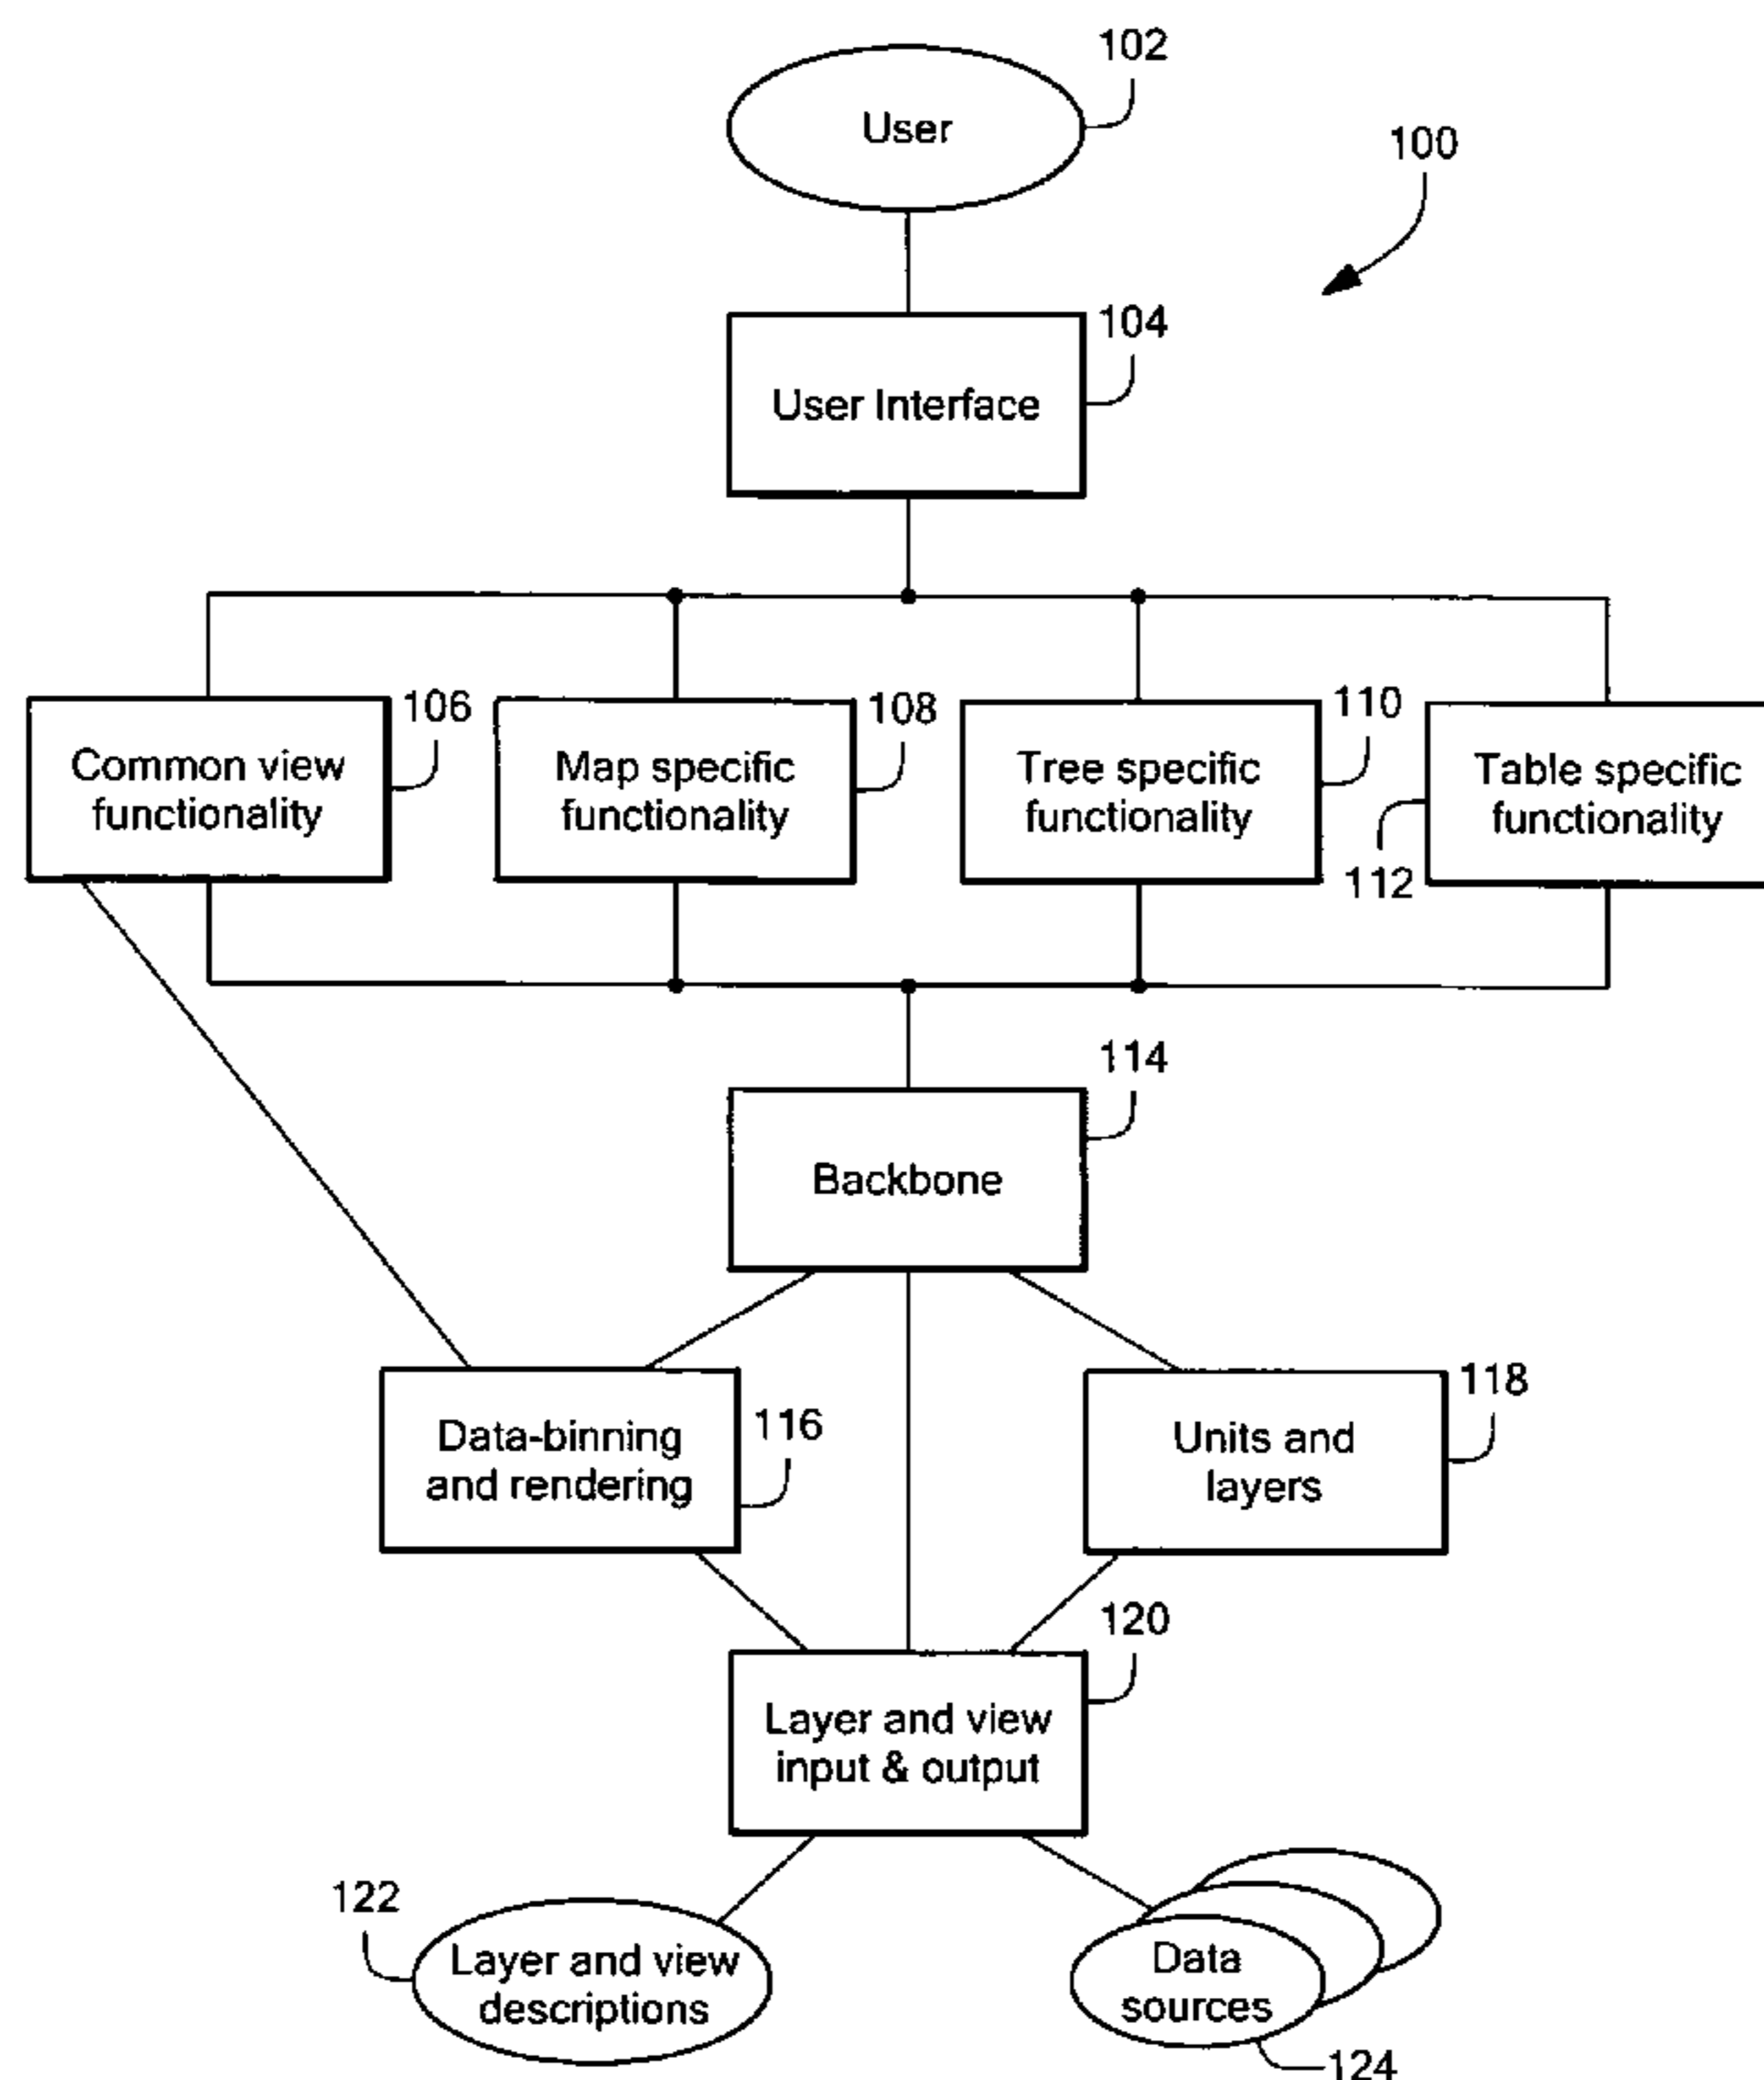 102
User
100
104
User Interface
106
Common view
functionality
108
Map specific
functionality
110
Tree specific
functionality
112
Table specific
functionality
114
Backbone
116
Data-binning
and rendering
118
Units and
layers
120
Layer and view
input & output
122
Layer and view
descriptions
Data
sources
124